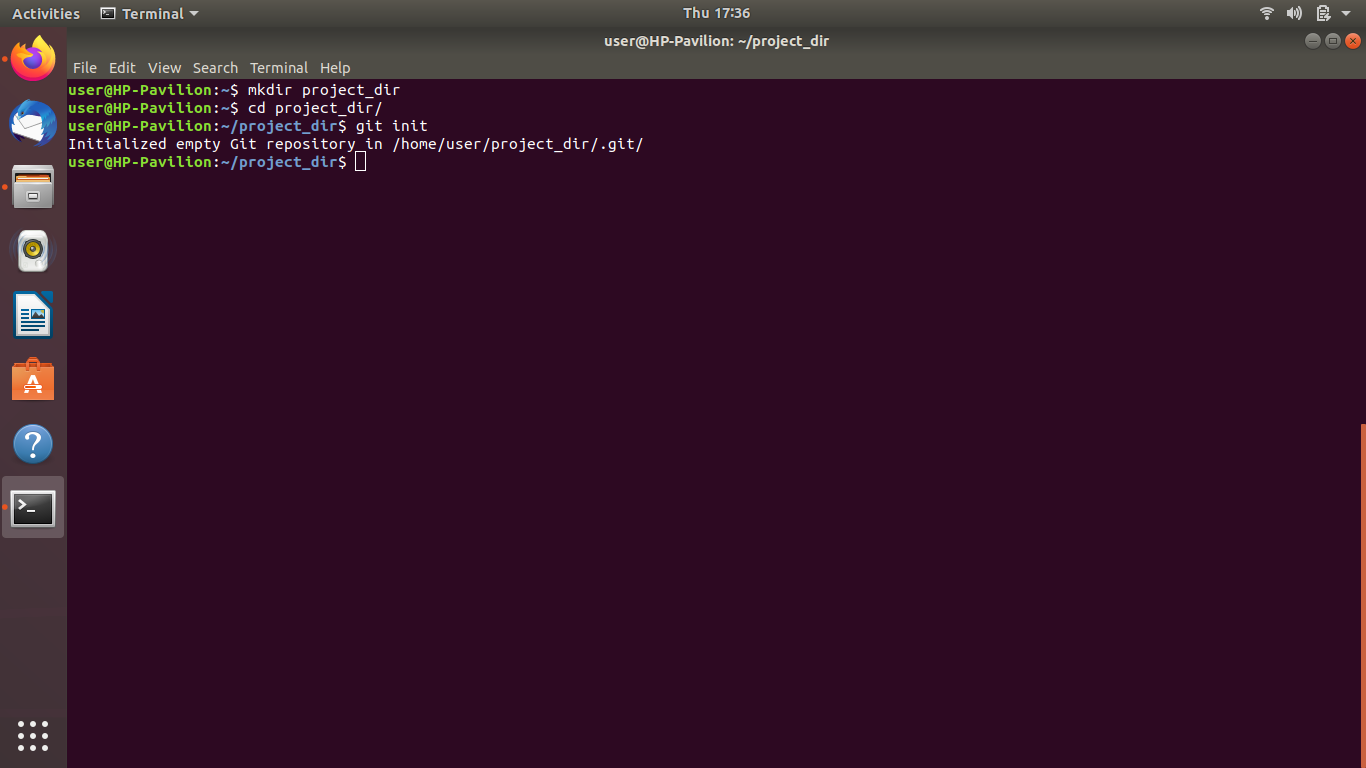 Activities Terminal Thu 17:36
user@HP-Pavilion: ~/project_dir
File Edit View Search Terminal Help
user@HP-Pavilion:~$ mkdir project_dir
user@HP-Pavilion:~$ cd project_dir/
user@HP-Pavilion:~/project_dir$ git init
Initialized empty Git repository in /home/user/project_dir/.git/
user@HP-Pavilion:~/project_dir$